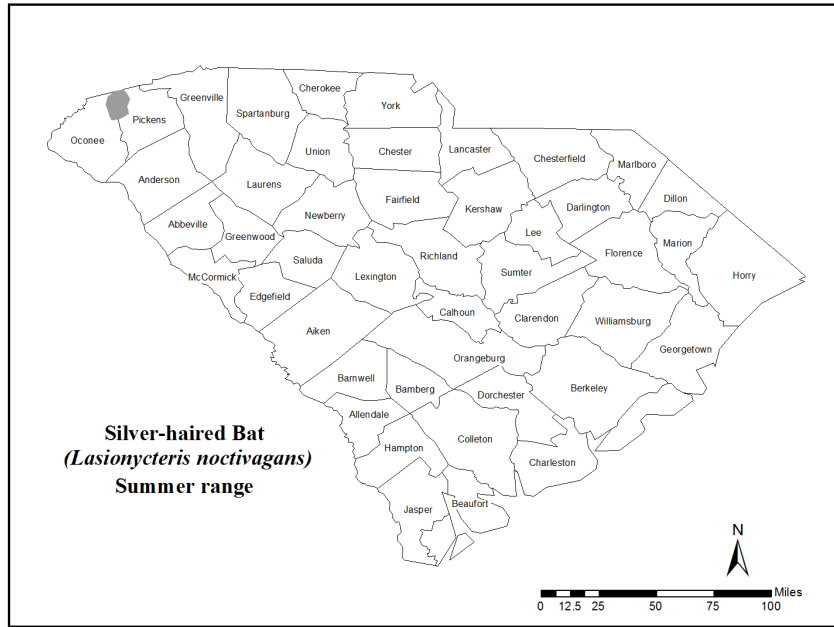 Cherokee
Greenville
Spartanburg
York
Pickens
Oconee
Union
Chester
Lancaster
Chesterfield
Marlboro
Anderson
Laurens
Fairfield
Kershaw
Darlington
Dillon
Abbeville
Newberry
Greenwood
Lee
Marion
Saluda
Richland
Florence
Horry
McCormick
Lexington
Sumter
Edgefield
Calhoun
Clarendon
Williamsburg
Aiken
Georgetown
Orangeburg
Barnwell
Bamberg
Dorchester
Berkeley
Allendale
Silver-haired Bat
Colleton
Hampton
(Lasionycteris noctivagans)
Charleston
Summer range
Beaufort
Jasper
N
Miles
0 12.5 25 50 75 100